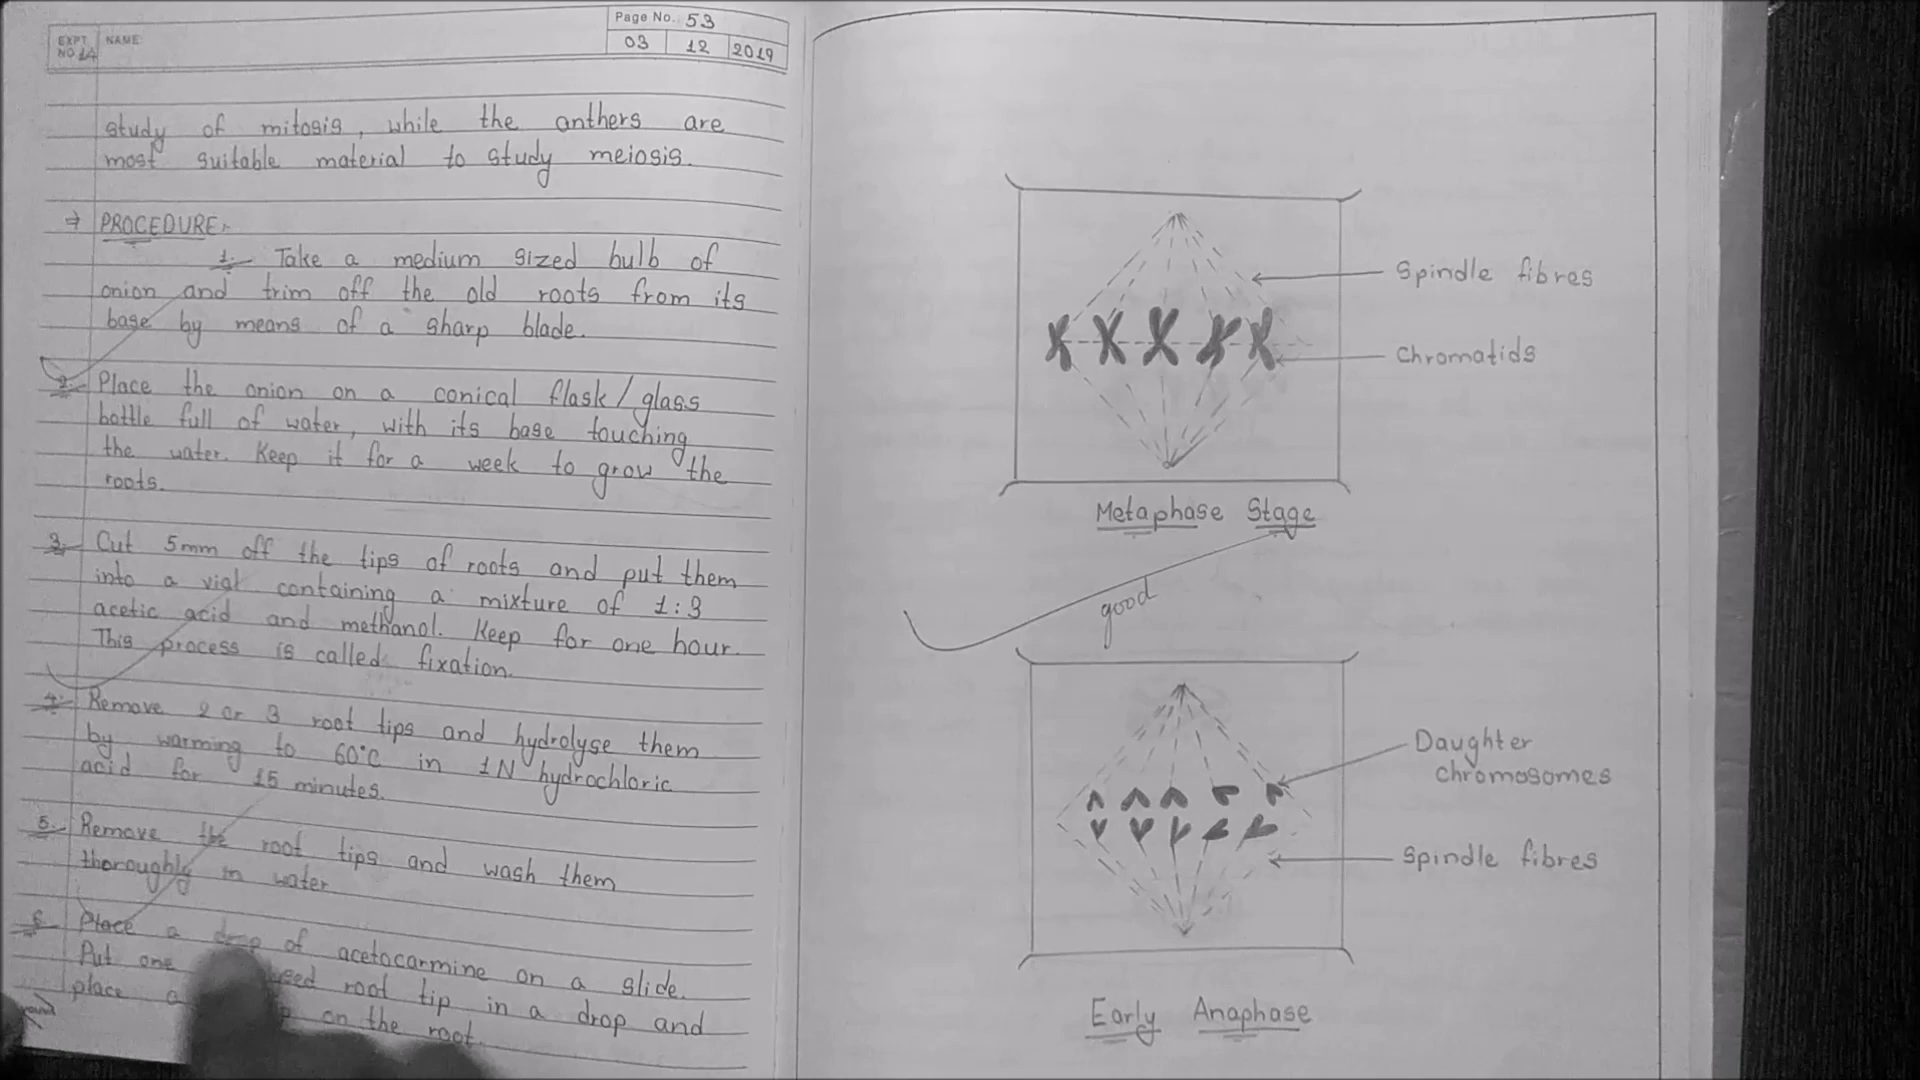 Page No. 53
EXPT. NO. 14 NAME:
03 12 2019
study of mitosis, while the anthers are
most suitable material to study meiosis.
→ PROCEDURE:-
1. Take a medium sized bulb of
onion and trim off the old roots from its
base by means of a sharp blade.
2. Place the onion on a conical flask/glass
bottle full of water, with its base touching
the water. Keep it for a week to grow the
roots.
3. Cut 5mm off the tips of roots and put them
into a vial containing a mixture of 1:3
acetic acid and methanol. Keep for one hour.
This process is called fixation.
4. Remove 2 or 3 root tips and hydrolyse them
by warming to 60°C in 1N hydrochloric
acid for 15 minutes.
5. Remove the root tips and wash them
thoroughly in water
6. Place a drop of acetocarmine on a slide.
Put one root tip in a drop and
place a on the root.
Spindle fibres
Chromatids
Metaphase Stage
good
Daughter
chromosomes
Spindle fibres
Early Anaphase